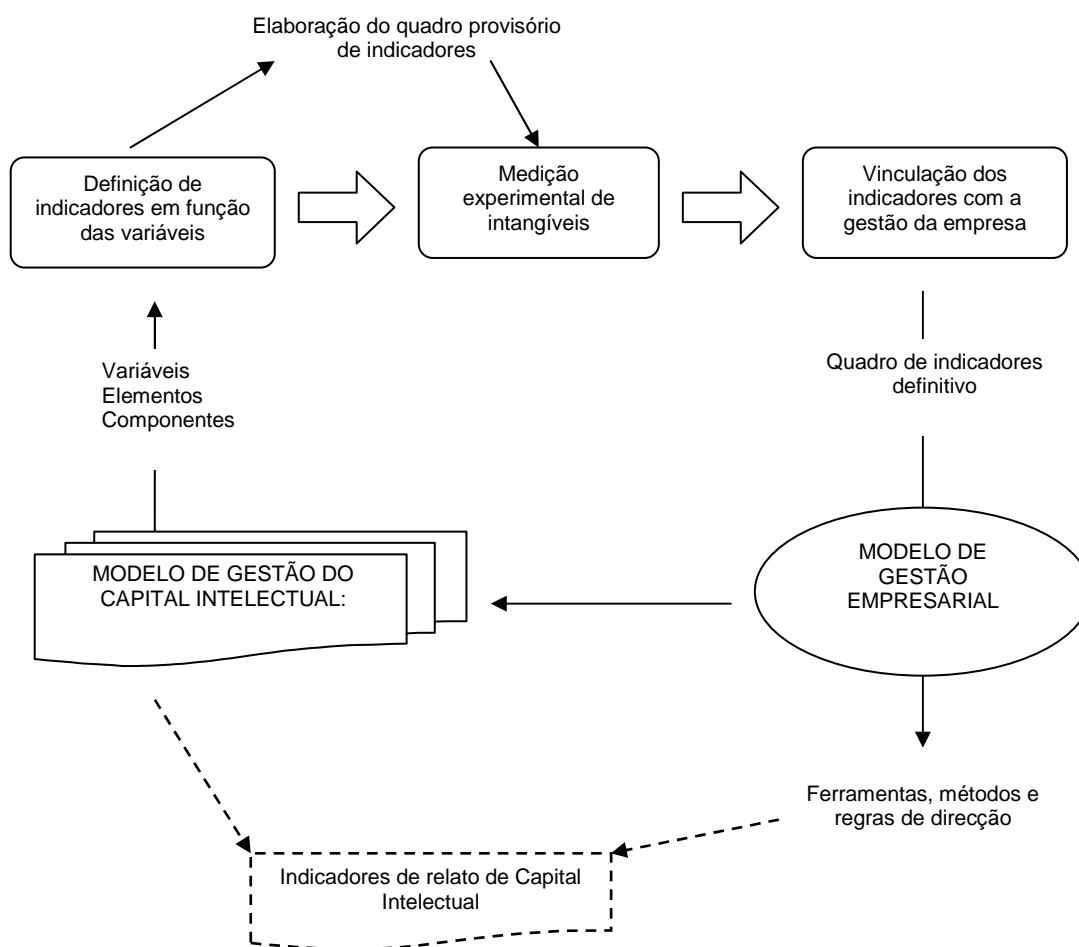 Elaboração do quadro provisório
de indicadores
Definição de
indicadores em função
das variáveis
Medição
experimental de
intangíveis
Vinculação dos
indicadores com a
gestão da empresa
Variáveis
Elementos
Componentes
Quadro de indicadores
definitivo
MODELO DE GESTÃO DO
CAPITAL INTELECTUAL:
MODELO DE
GESTÃO
EMPRESARIAL
Ferramentas, métodos e
regras de direcção
Indicadores de relato de Capital
Intelectual